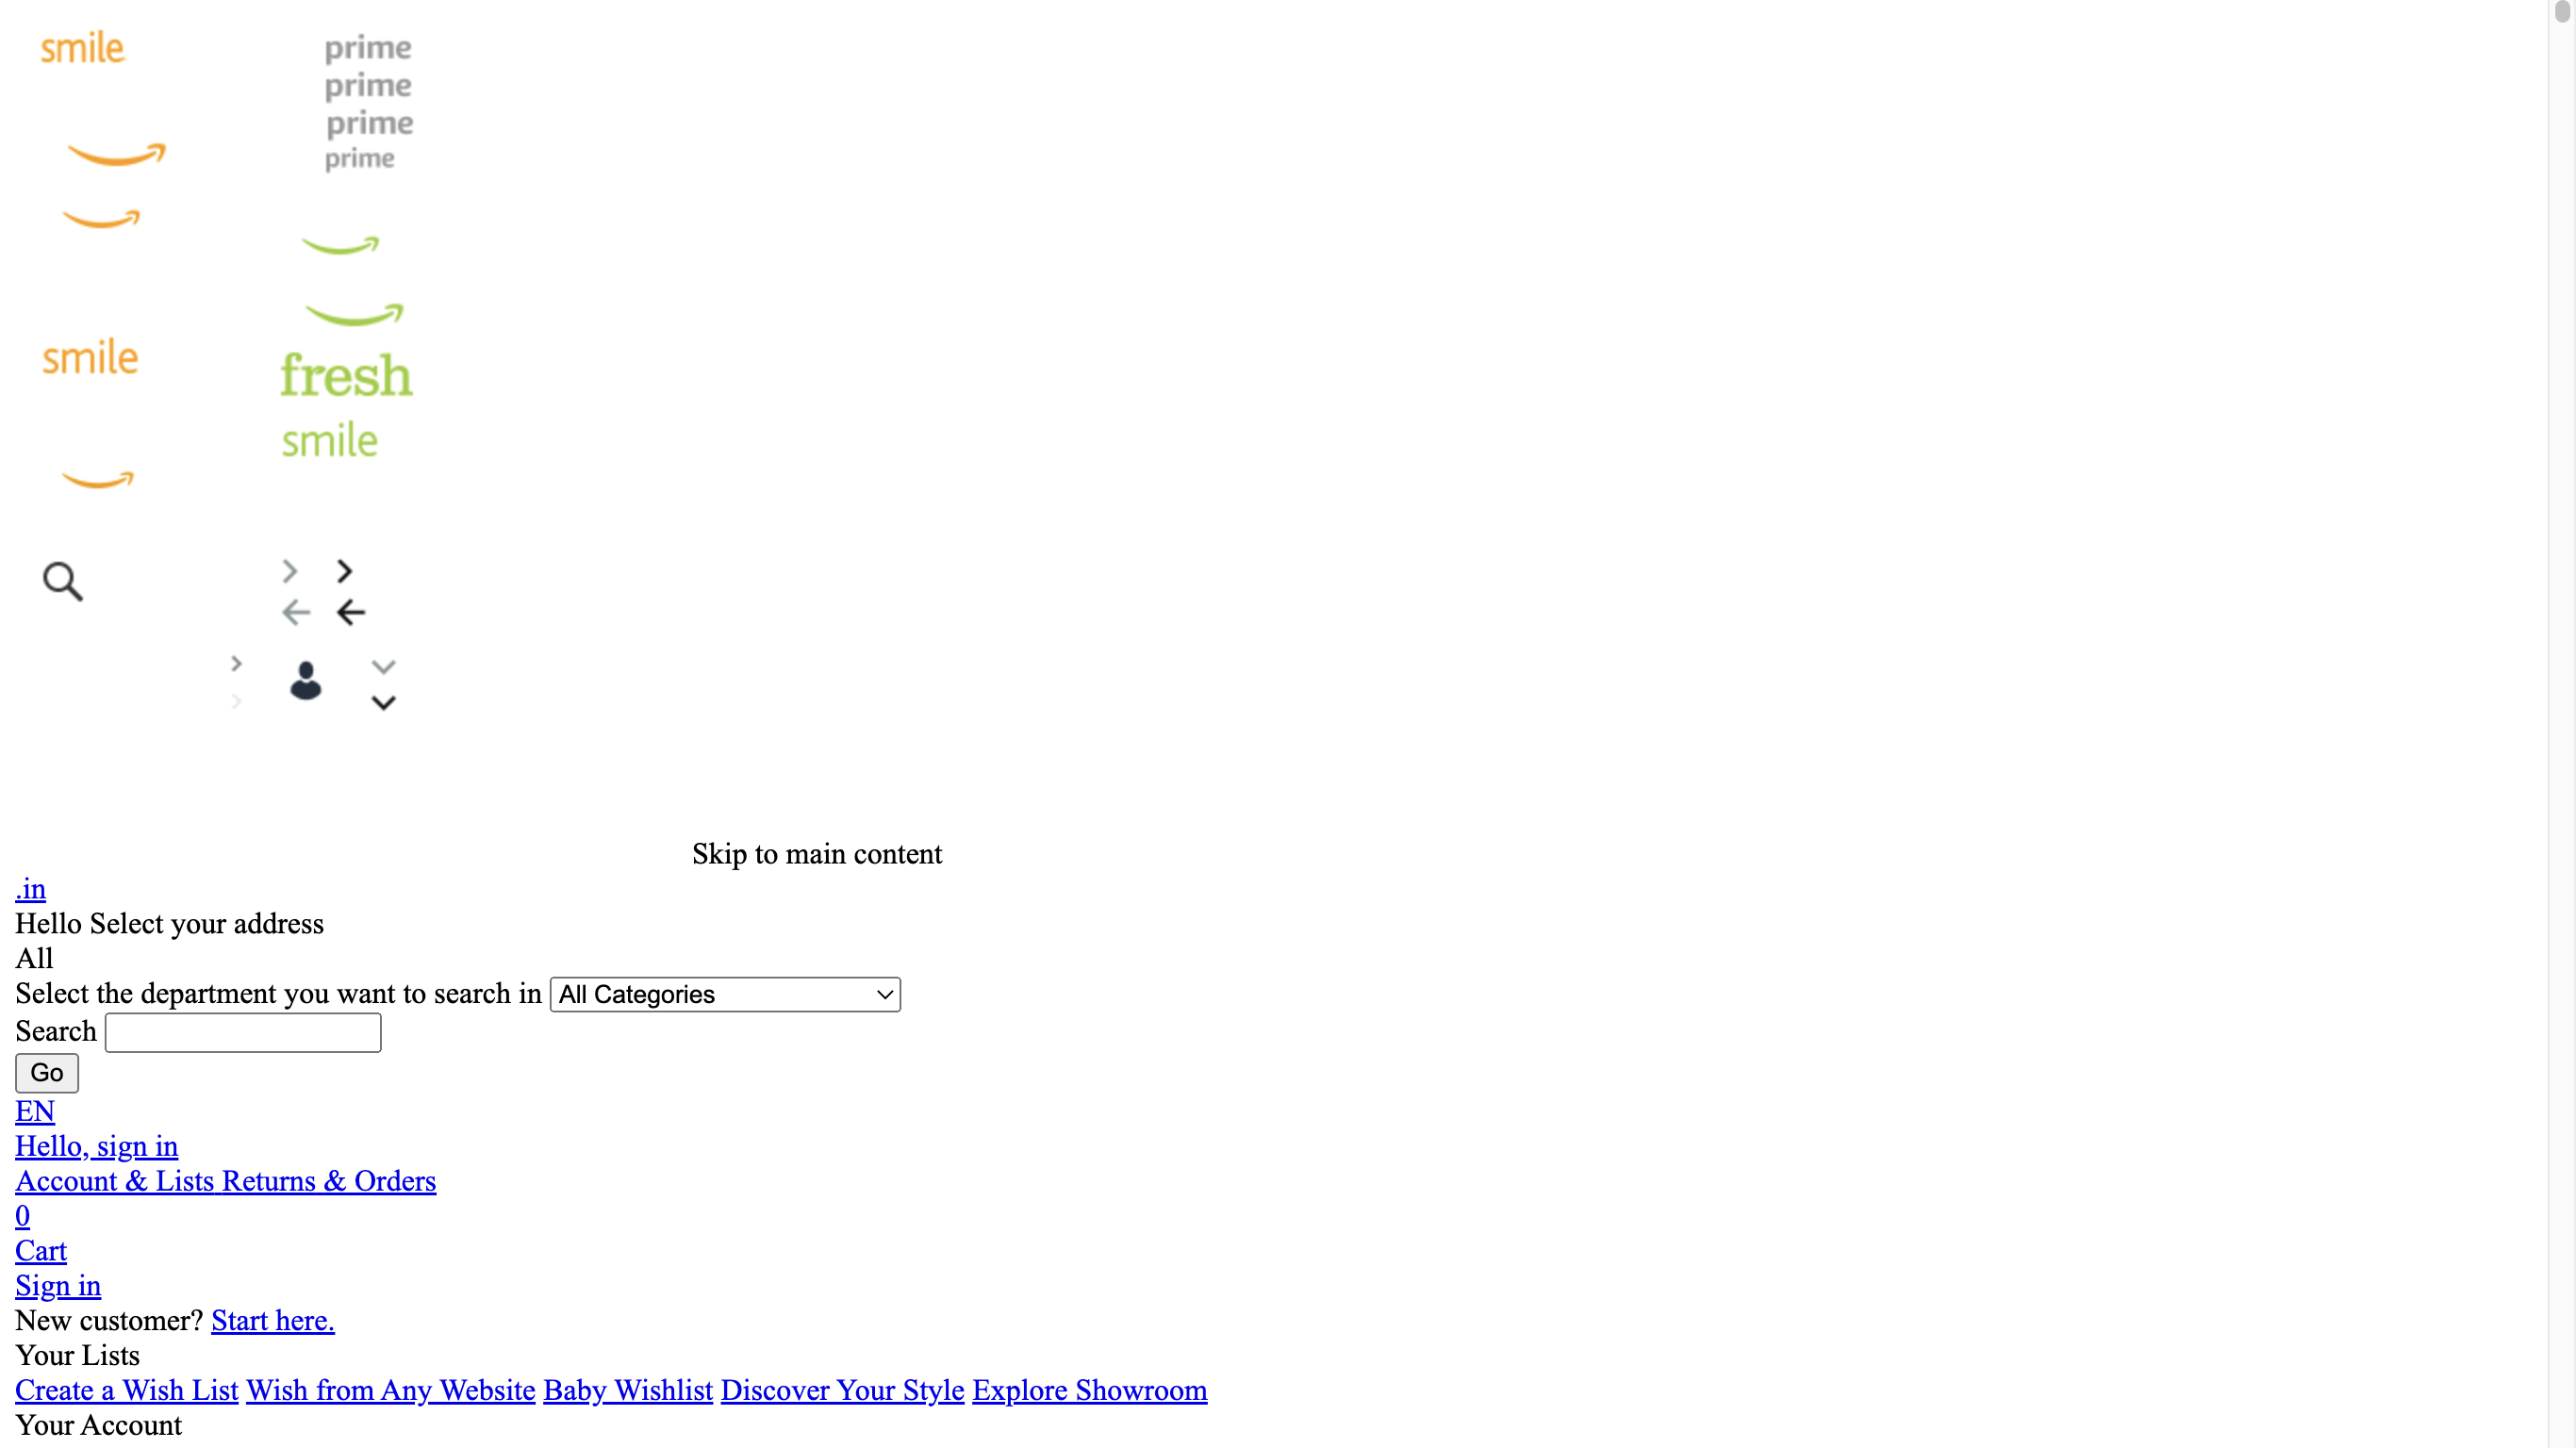 smile
prime
prime
prime
prime
smile
fresh
smile
Skip to main content
.in
Hello Select your address
All
Select the department you want to search in All Categories
Search
Go
EN
Hello, sign in
Account & Lists Returns & Orders
0
Cart
Sign in
New customer? Start here.
Your Lists
Create a Wish List Wish from Any Website Baby Wishlist Discover Your Style Explore Showroom
Your Account